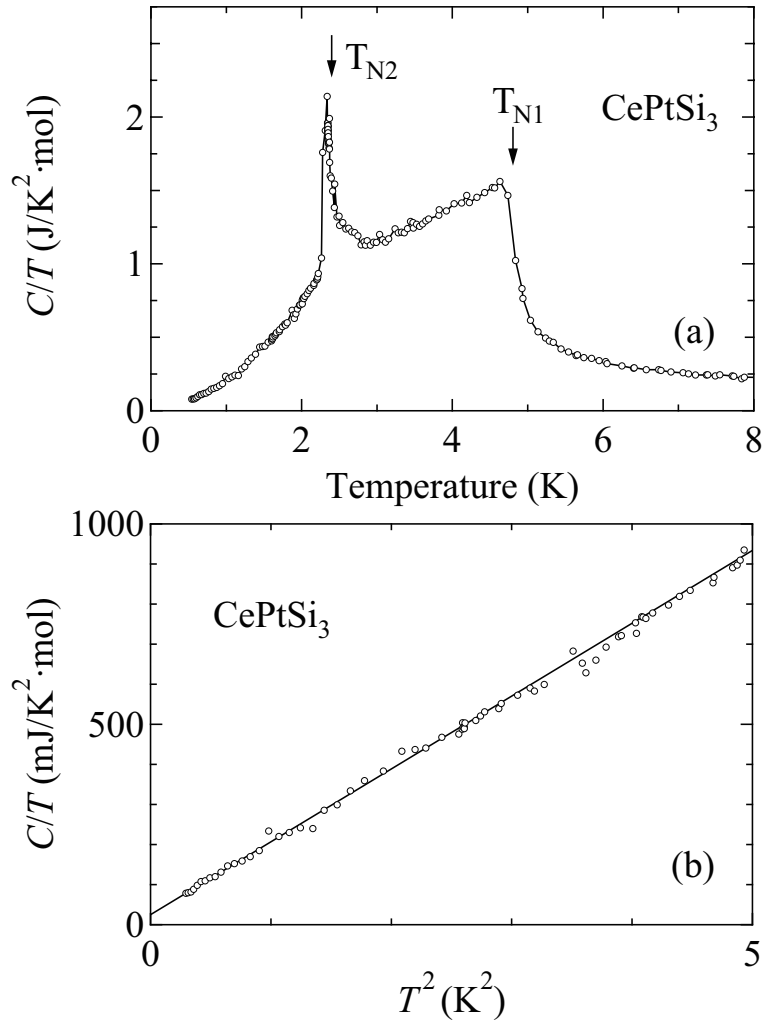 T_N2
T_N1
CePtSi_3
2
1
0
C/T (J/K^2·mol)
(a)
0 2 4 6 8
Temperature (K)
1000
CePtSi_3
500
C/T (mJ/K^2·mol)
(b)
0
0 5
T^2 (K^2)